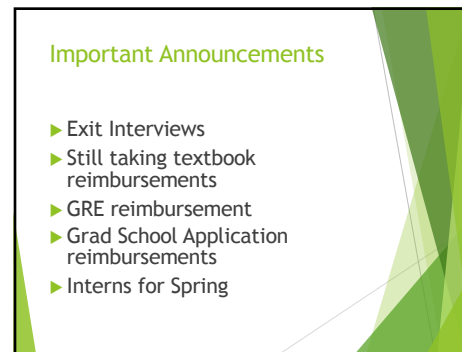 Important Announcements
Exit Interviews
Still taking textbook
reimbursements
GRE reimbursement
Grad School Application
reimbursements
Interns for Spring